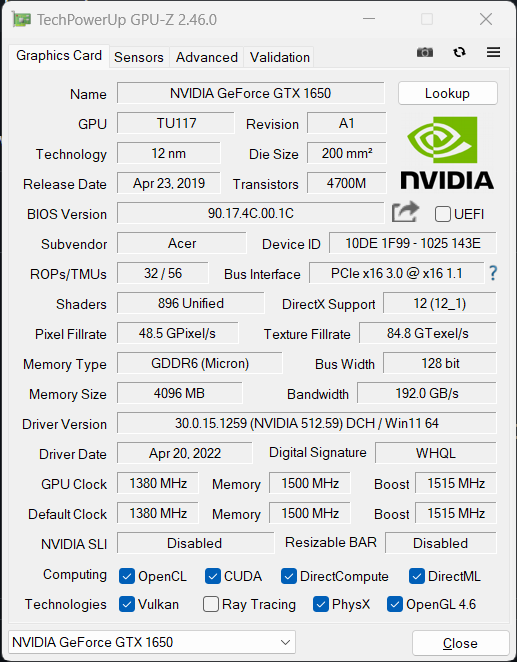 TechPowerUp GPU-Z 2.46.0
Graphics Card Sensors Advanced Validation
Name NVIDIA GeForce GTX 1650 Lookup
GPU TU117 Revision A1
Technology 12 nm Die Size 200 mm²
Release Date Apr 23, 2019 Transistors 4700M
NVIDIA
BIOS Version 90.17.4C.00.1C UEFI
Subvendor Acer Device ID 10DE 1F99 - 1025 143E
ROPs/TMUs 32 / 56 Bus Interface PCIe x16 3.0 @ x16 1.1 ?
Shaders 896 Unified DirectX Support 12 (12_1)
Pixel Fillrate 48.5 GPixel/s Texture Fillrate 84.8 GTexel/s
Memory Type GDDR6 (Micron) Bus Width 128 bit
Memory Size 4096 MB Bandwidth 192.0 GB/s
Driver Version 30.0.15.1259 (NVIDIA 512.59) DCH / Win11 64
Driver Date Apr 20, 2022 Digital Signature WHQL
GPU Clock 1380 MHz Memory 1500 MHz Boost 1515 MHz
Default Clock 1380 MHz Memory 1500 MHz Boost 1515 MHz
NVIDIA SLI Disabled Resizable BAR Disabled
Computing OpenCL CUDA DirectCompute DirectML
Technologies Vulkan Ray Tracing PhysX OpenGL 4.6
NVIDIA GeForce GTX 1650 Close